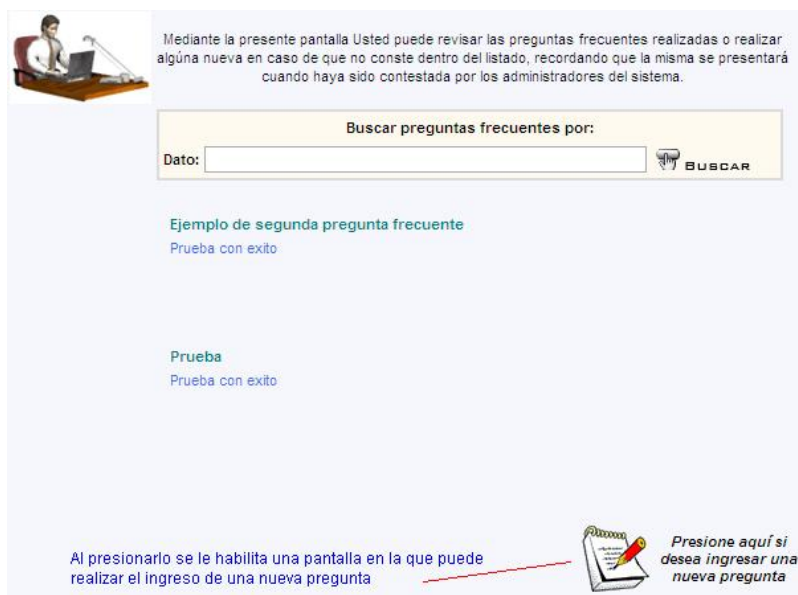 Mediante la presente pantalla Usted puede revisar las preguntas frecuentes realizadas o realizar
algúna nueva en caso de que no conste dentro del listado, recordando que la misma se presentará
cuando haya sido contestada por los administradores del sistema.
Buscar preguntas frecuentes por:
Dato: BUSCAR
Ejemplo de segunda pregunta frecuente
Prueba con exito
Prueba
Prueba con exito
Al presionarlo se le habilita una pantalla en la que puede
realizar el ingreso de una nueva pregunta
Presione aquí si
desea ingresar una
nueva pregunta